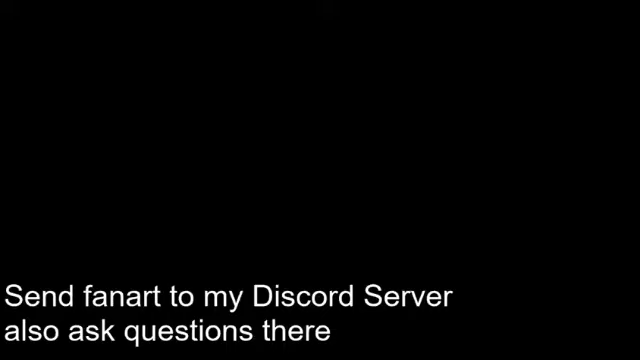 Send fanart to my Discord Server
also ask questions there